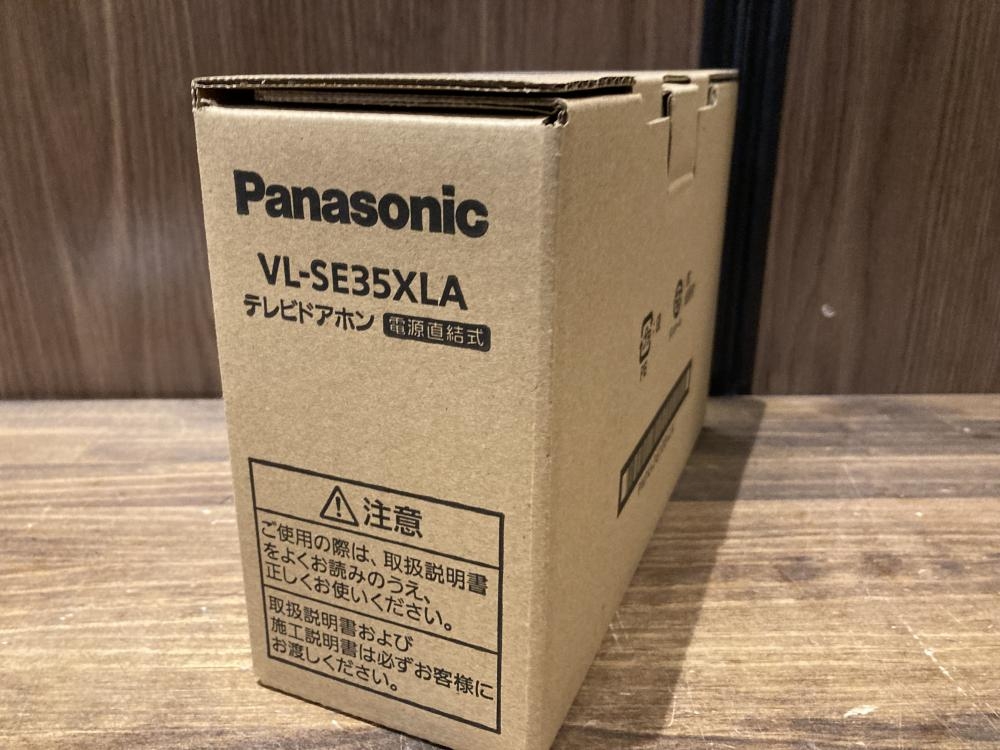 Panasonic
VL-SE35XLA
テレビドアホン 電源直結式
注意
ご使用の際は、取扱説明書
をよくお読みのうえ、
正しくお使いください。
取扱説明書および
施工説明書は必ずお客様に
お渡しください。